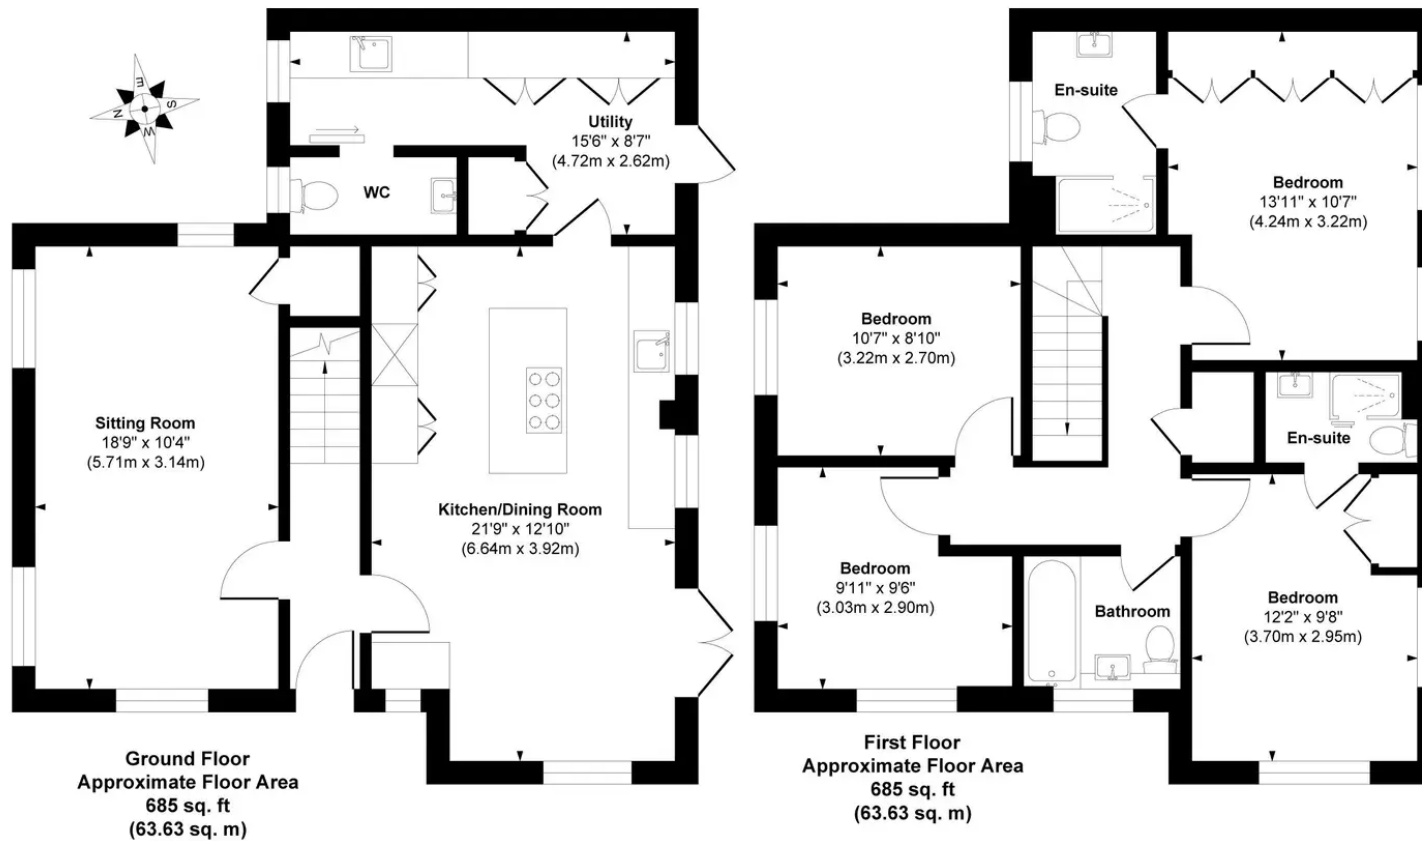 E
S
N
W
Utility
15'6" x 8'7"
(4.72m x 2.62m)
WC
Sitting Room
18'9" x 10'4"
(5.71m x 3.14m)
Kitchen/Dining Room
21'9" x 12'10"
(6.64m x 3.92m)
Ground Floor
Approximate Floor Area
685 sq. ft
(63.63 sq. m)
En-suite
Bedroom
13'11" x 10'7"
(4.24m x 3.22m)
Bedroom
10'7" x 8'10"
(3.22m x 2.70m)
En-suite
Bedroom
9'11" x 9'6"
(3.03m x 2.90m)
Bathroom
Bedroom
12'2" x 9'8"
(3.70m x 2.95m)
First Floor
Approximate Floor Area
685 sq. ft
(63.63 sq. m)